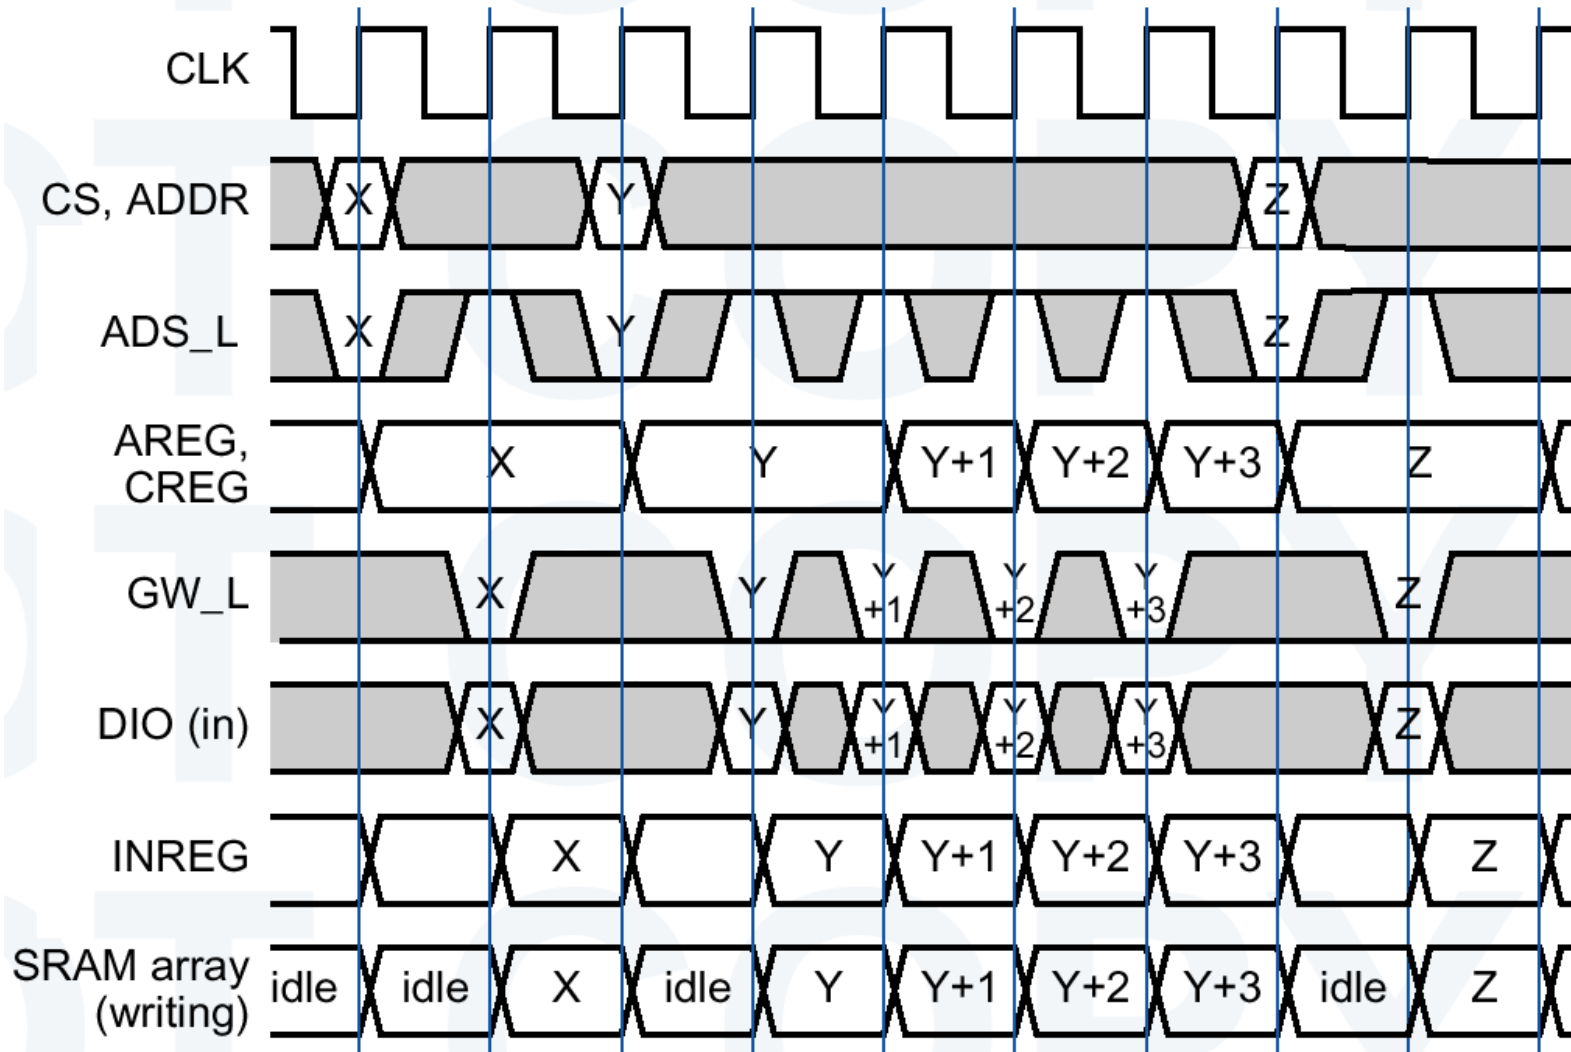 CLK
CS, ADDR X Y Z
ADS_L X Y Z
AREG,
CREG X Y Y+1 Y+2 Y+3 Z
GW_L X Y Y Y Y Z
+1 +2 +3
DIO (in) X Y Y Y Y Z
+1 +2 +3
INREG X Y Y+1 Y+2 Y+3 Z
SRAM array
(writing) idle idle X idle Y Y+1 Y+2 Y+3 idle Z